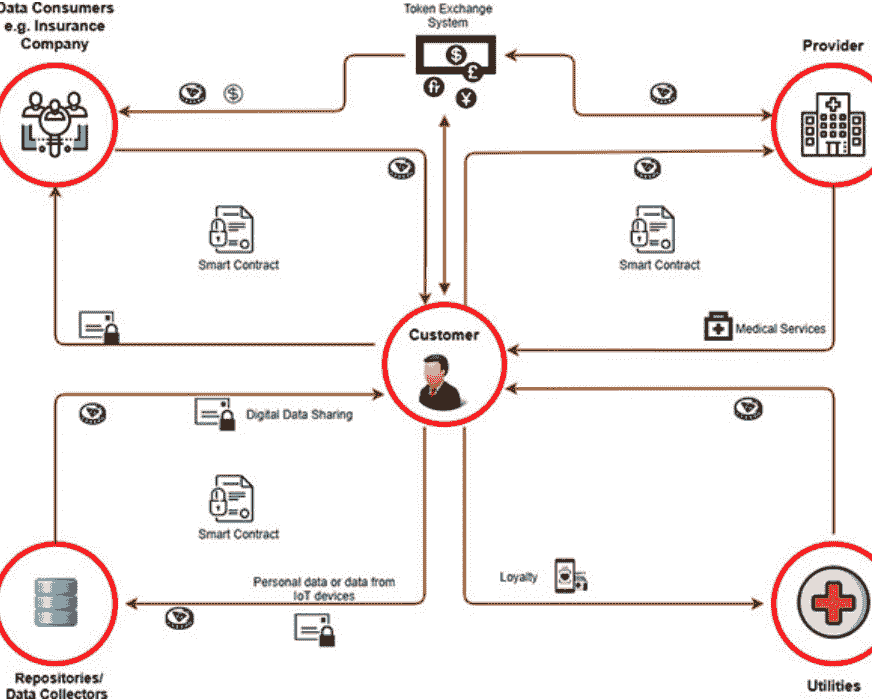 Data Consumers
e.g. Insurance
Company
Token Exchange
System
Provider
$
$
£
¥
Smart Contract
Smart Contract
Customer
Medical Services
Digital Data Sharing
Smart Contract
Personal data or data from
IoT devices
Loyalty
Repositories/
Data Collectors
Utilities